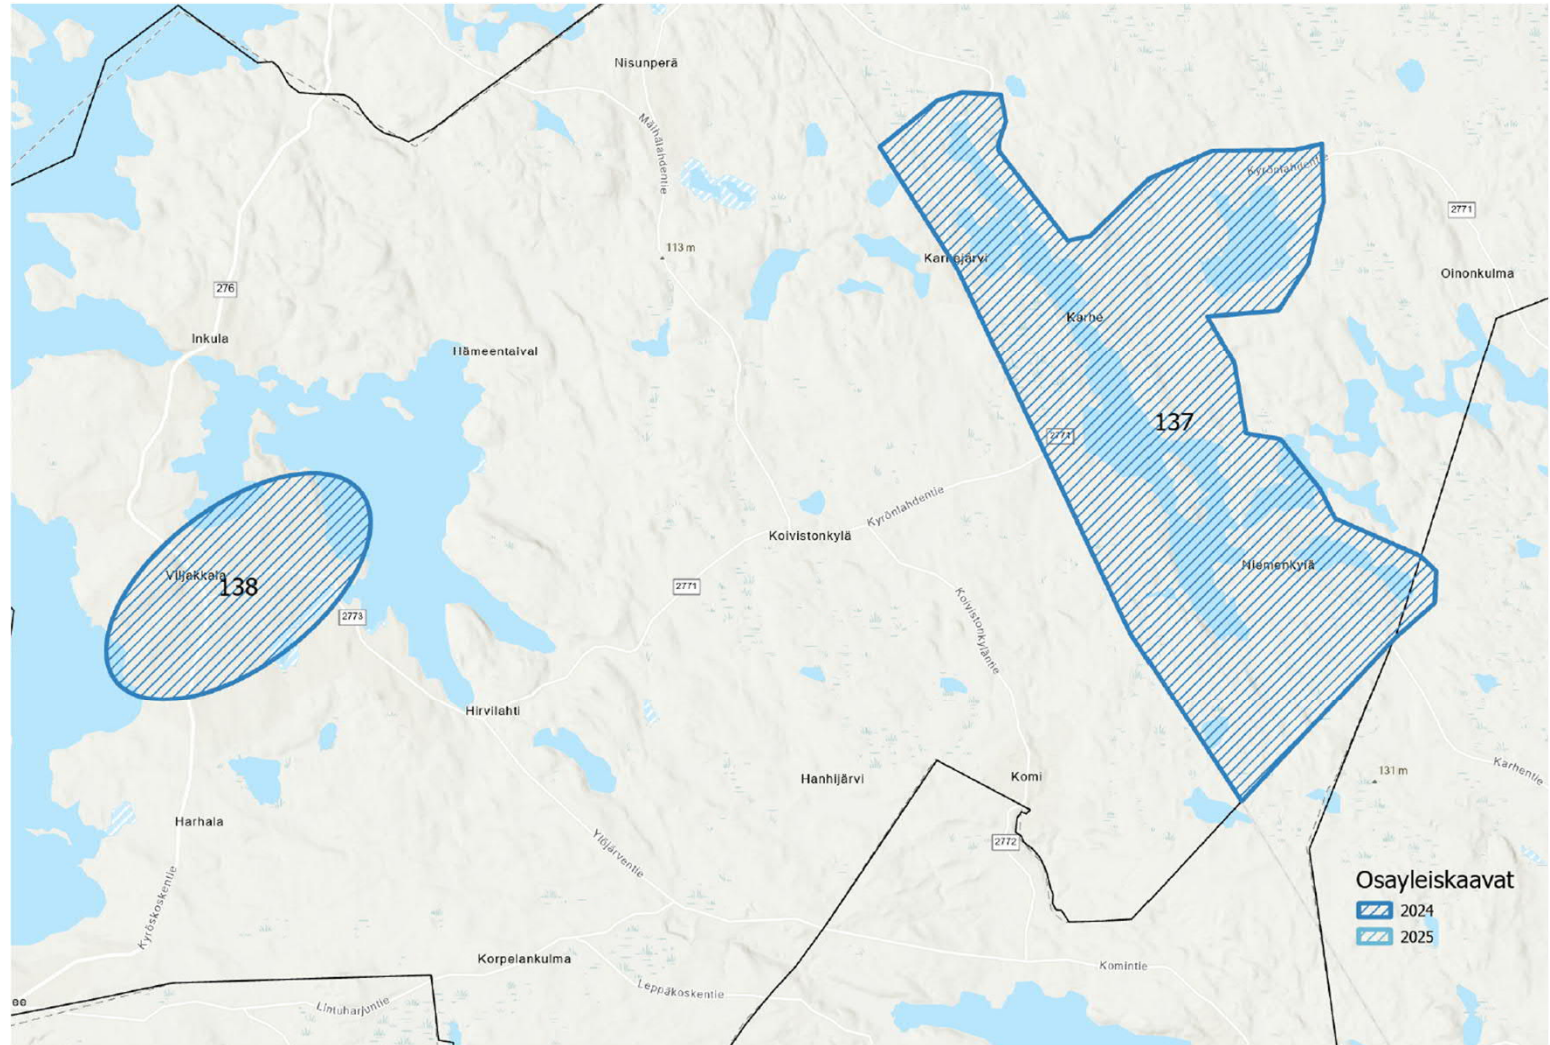 Nisunperä
Mälhälahdentie
Kyrönlahdentie
2771
113 m
Karhejärvi
Oinonkulma
276
Karhe
Inkula
Hämeentaival
137
2771
Kyrönlahdentie
Koivistonkylä
Niemenkylä
Viljakkala
138
2771
2773
Koivistonkyläntie
Hirvilahti
Hanhijärvi
Komi
131 m
Karhentie
Harhala
2772
Ylöjärventie
Osayleiskaavat
2024
2025
Kyröskoskentie
Korpelankulma
Komintie
Leppäkoskentie
Lintuharjuntie